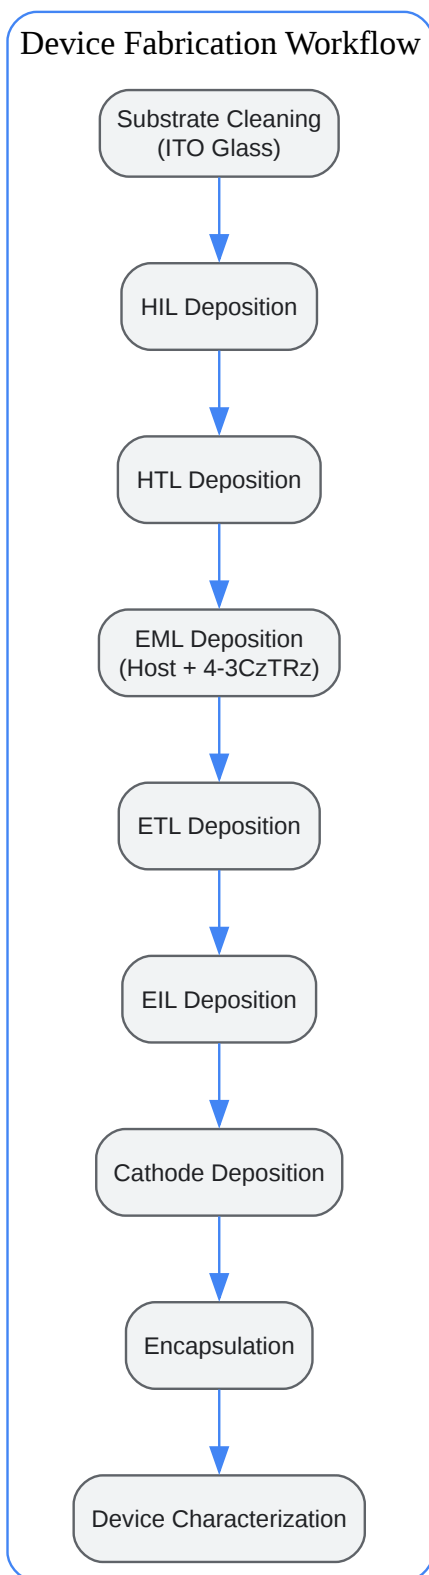 Device Fabrication Workflow
Substrate Cleaning
(ITO Glass)
HIL Deposition
HTL Deposition
EML Deposition
(Host + 4-3CzTRz)
ETL Deposition
EIL Deposition
Cathode Deposition
Encapsulation
Device Characterization